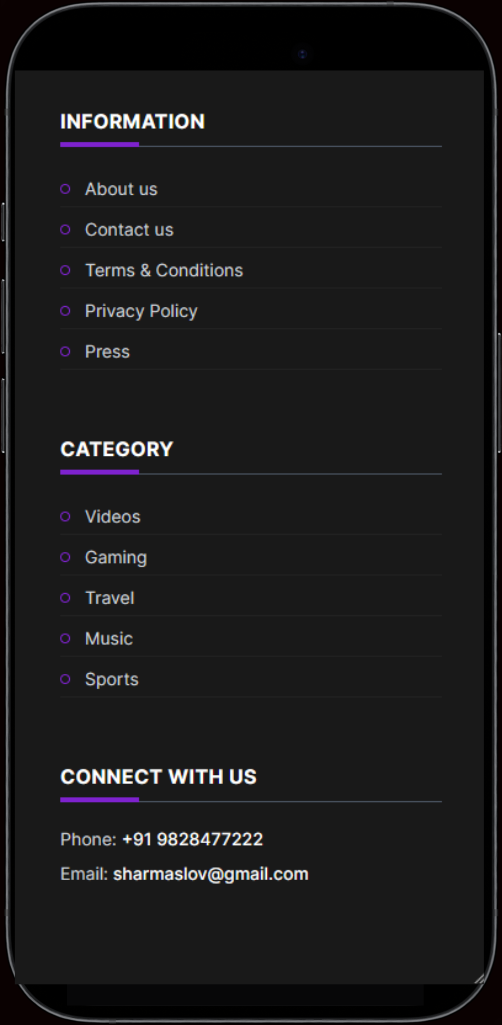 INFORMATION
About us
Contact us
Terms & Conditions
Privacy Policy
Press
CATEGORY
Videos
Gaming
Travel
Music
Sports
CONNECT WITH US
Phone: +91 9828477222
Email: sharmaslov@gmail.com